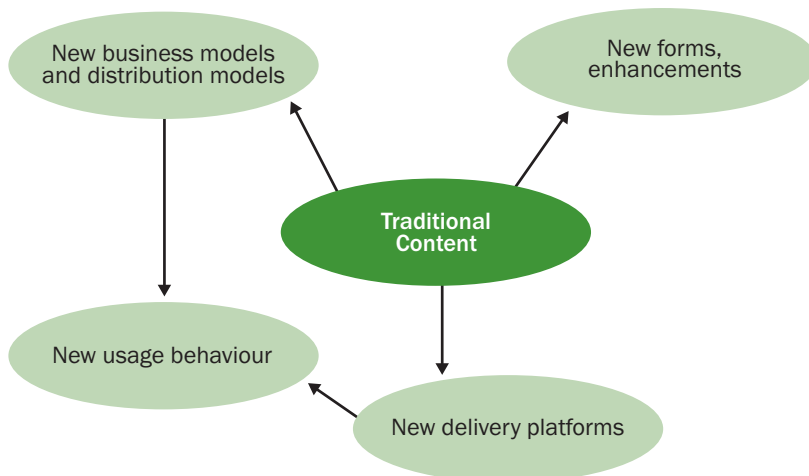 New business models
and distribution models
New forms,
enhancements
Traditional
Content
New usage behaviour
New delivery platforms